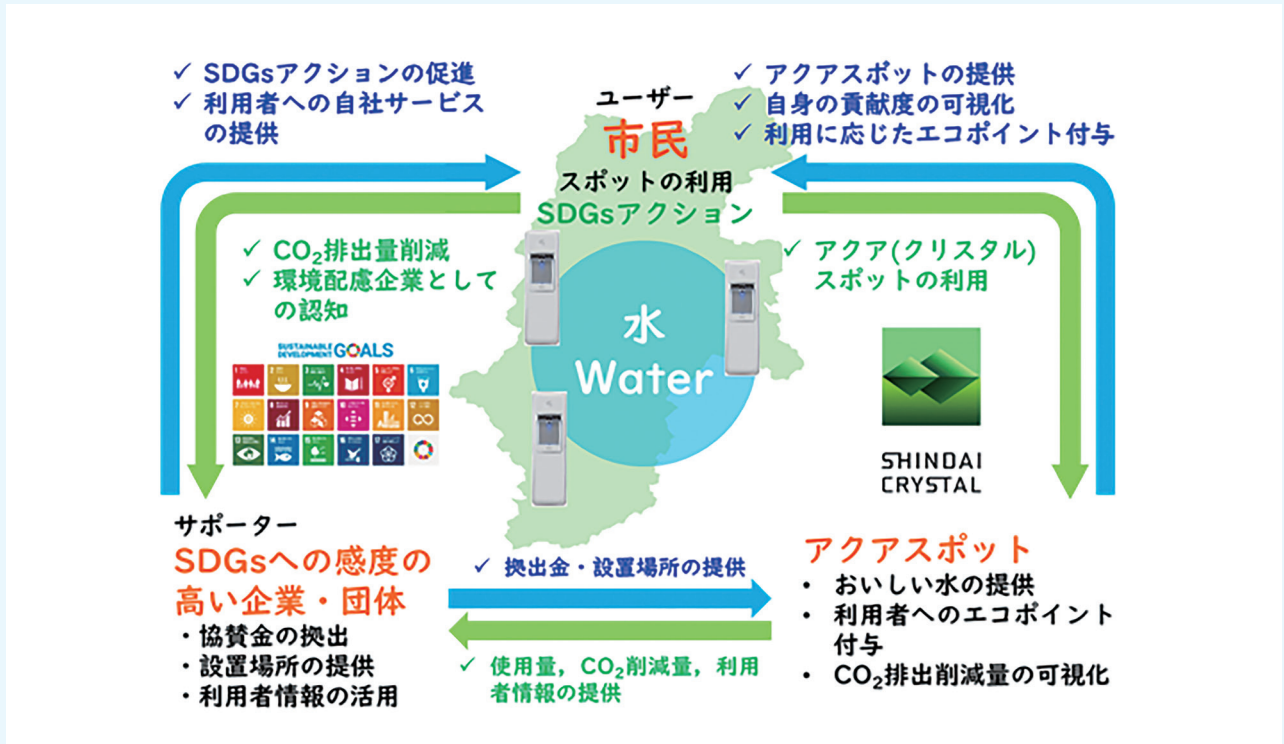 ✓ SDGsアクションの促進
✓ 利用者への自社サービス
の提供
ユーザー
市民
スポットの利用
SDGsアクション
✓ アクアスポットの提供
✓ 自身の貢献度の可視化
✓ 利用に応じたエコポイント付与
✓ CO₂排出量削減
✓ 環境配慮企業として
の認知
✓ アクア(クリスタル)
スポットの利用
SUSTAINABLE
DEVELOPMENT GOALS
水
Water
SHINDAI
CRYSTAL
サポーター
SDGsへの感度の
高い企業・団体
・協賛金の拠出
・設置場所の提供
・利用者情報の活用
✓ 拠出金・設置場所の提供
✓ 使用量，CO₂削減量，利用
者情報の提供
アクアスポット
• おいしい水の提供
• 利用者へのエコポイント
付与
• CO₂排出削減量の可視化